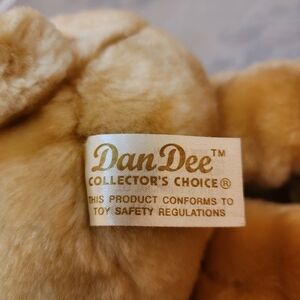 DanDee™
COLLECTOR'S CHOICE®
THIS PRODUCT CONFORMS TO
TOY SAFETY REGULATIONS